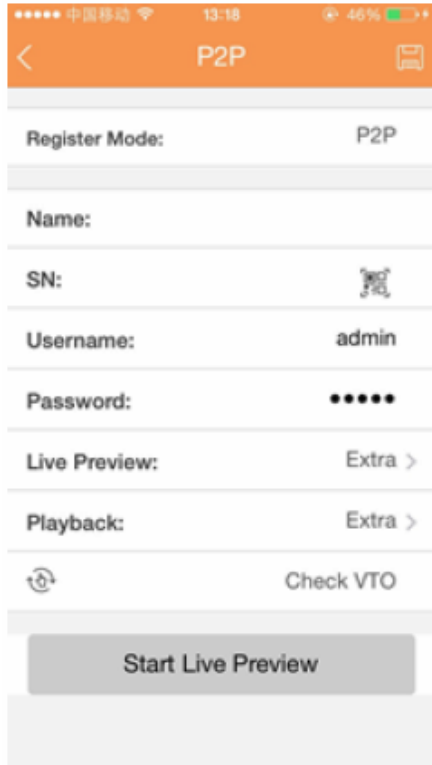 中国移动 13:18 46%
P2P
Register Mode: P2P
Name:
SN:
Username: admin
Password: •••••
Live Preview: Extra >
Playback: Extra >
Check VTO
Start Live Preview